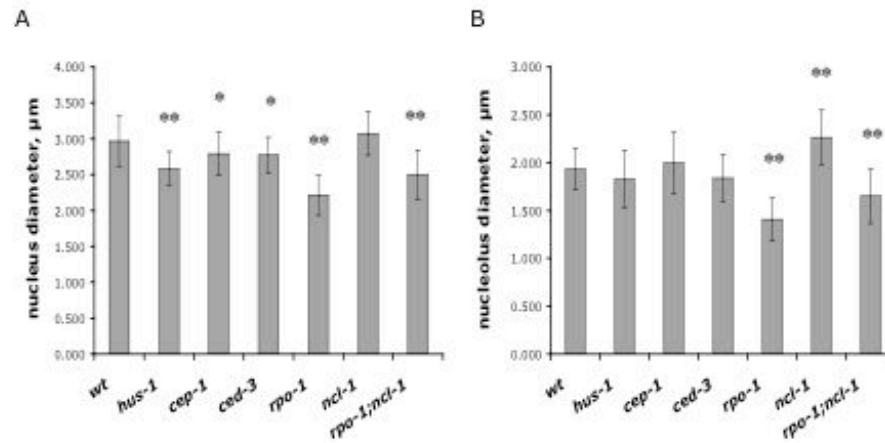 A
nucleus diameter, µm
4.000
3.500
3.000
2.500
2.000
1.500
1.000
0.500
0.000
** * * ** **
wt hus-1 cep-1 ced-3 rpo-1 ncl-1 rpo-1;ncl-1
B
nucleolus diameter, µm
3.000
2.500
2.000
1.500
1.000
0.500
0.000
** ** **
wt hus-1 cep-1 ced-3 rpo-1 ncl-1 rpo-1;ncl-1